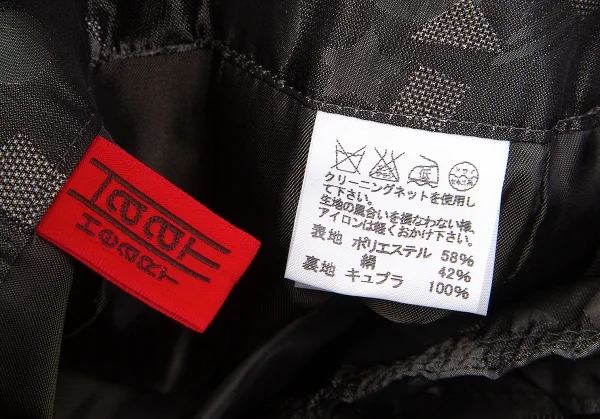 HaaT
HeaRT
クリーニングネットを使用し
て下さい。
生地の風合いを損なわない様、
アイロンは軽くおかけ下さい。
表地 ポリエステル 58%
絹 42%
裏地 キュプラ 100%